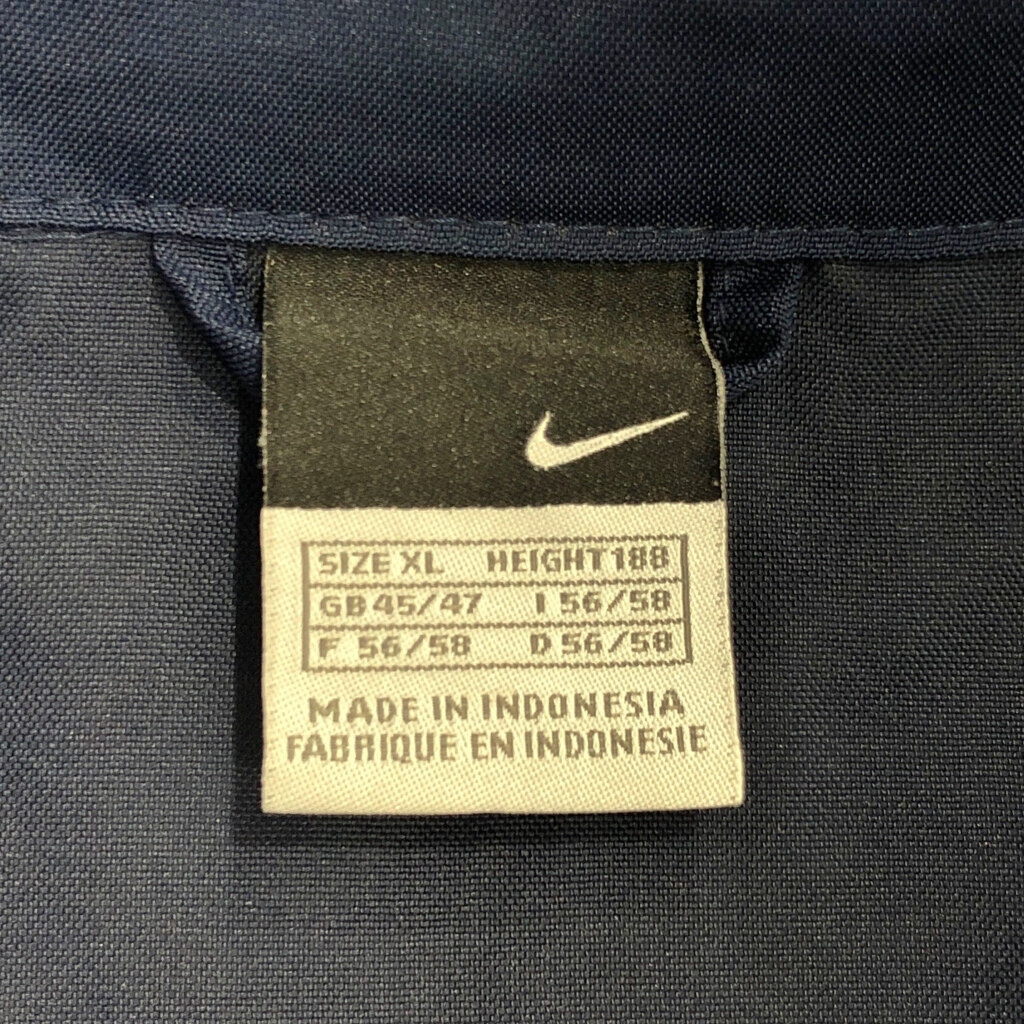 SIZE XL HEIGHT 188
GB 45/47 I 56/58
F 56/58 D 56/58
MADE IN INDONESIA
FABRIQUE EN INDONESIE